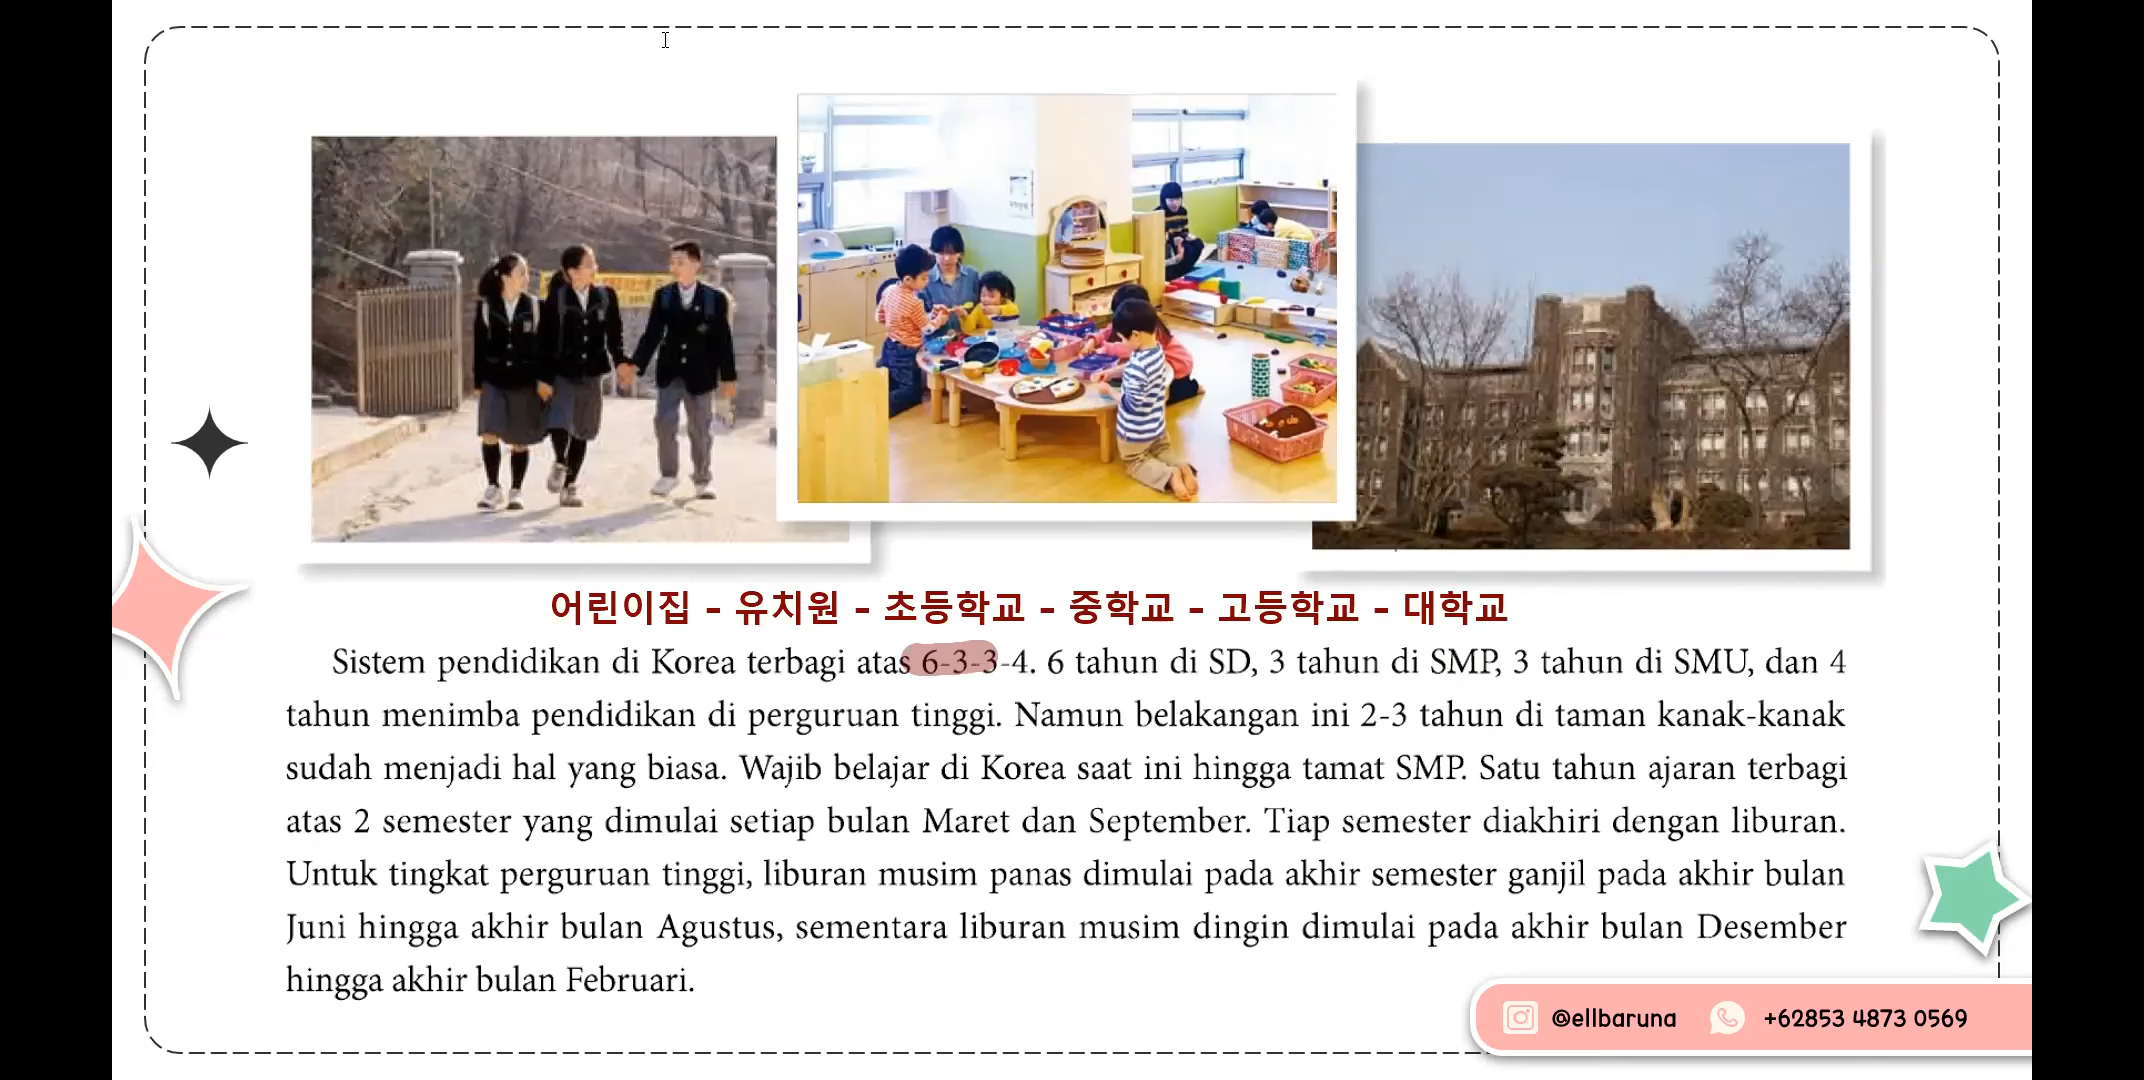 어린이집 - 유치원 - 초등학교 - 중학교 - 고등학교 - 대학교
Sistem pendidikan di Korea terbagi atas 6-3-3-4. 6 tahun di SD, 3 tahun di SMP, 3 tahun di SMU, dan 4
tahun menimba pendidikan di perguruan tinggi. Namun belakangan ini 2-3 tahun di taman kanak-kanak
sudah menjadi hal yang biasa. Wajib belajar di Korea saat ini hingga tamat SMP. Satu tahun ajaran terbagi
atas 2 semester yang dimulai setiap bulan Maret dan September. Tiap semester diakhiri dengan liburan.
Untuk tingkat perguruan tinggi, liburan musim panas dimulai pada akhir semester ganjil pada akhir bulan
Juni hingga akhir bulan Agustus, sementara liburan musim dingin dimulai pada akhir bulan Desember
hingga akhir bulan Februari.
@ellbaruna +62853 4873 0569